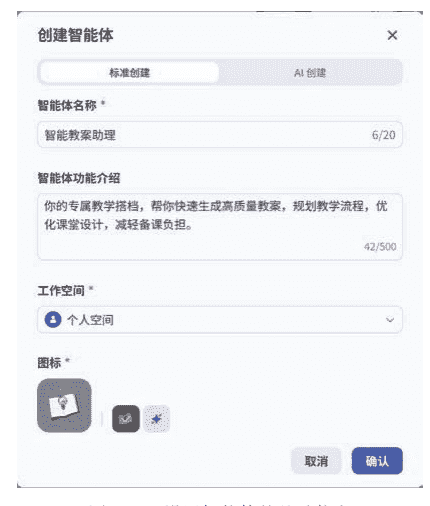 创建智能体
标准创建
AI 创建
智能体名称 *
智能教案助理
6/20
智能体功能介绍
你的专属教学搭档，帮你快速生成高质量教案，规划教学流程，优
化课堂设计，减轻备课负担。
42/500
工作空间 *
个人空间
图标 *
取消
确认